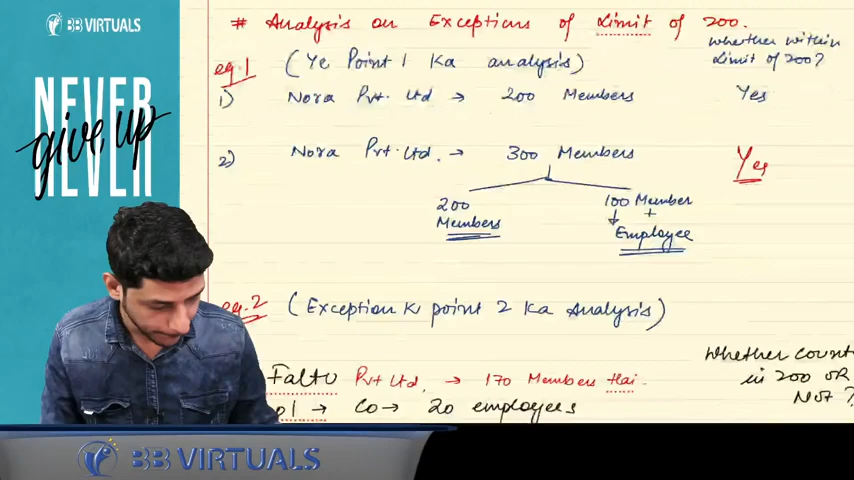 BB VIRTUALS
NEVER
give up
NEVER
# Analysis on Exceptions of Limit of 200.
whether within
Limit of 200?
eg 1 (Ye Point 1 Ka analysis)
1) Nora Pvt. Ltd → 200 Members Yes
2) Nora Pvt. Ltd. → 300 Members Yes
200
Members
100 Member
+
Employee
eg. 2 (Exception K point 2 Ka Analysis)
Faltu Pvt Ltd. → 170 Members Hai.
→ Co → 20 employees
Whether count
in 200 OR
Not?
BB VIRTUALS